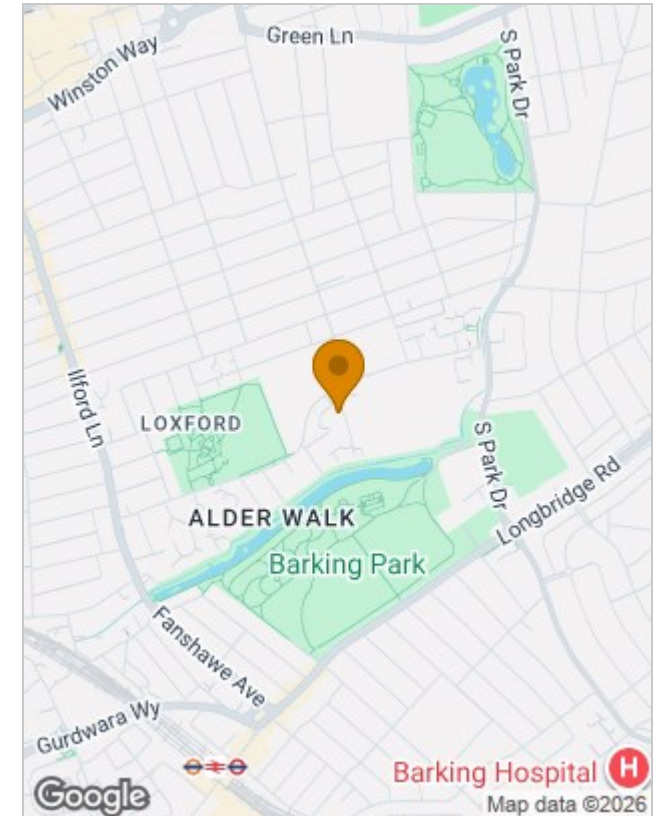 Winston Way
Green Ln
S Park Dr
Ilford Ln
LOXFORD
S Park Dr
ALDER WALK
Longbridge Rd
Barking Park
Fanshawe Ave
Gurdwara Wy
Barking Hospital H
Google
Map data ©2026